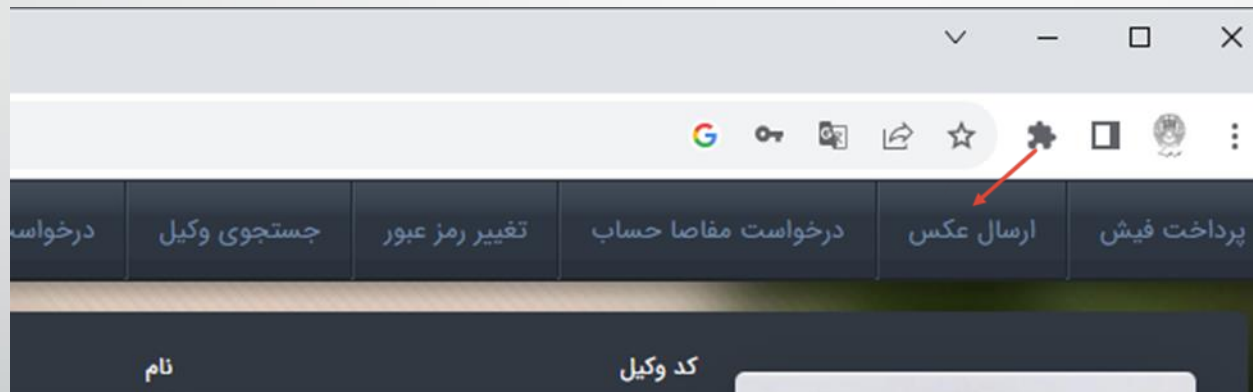 پرداخت فیش ارسال عکس درخواست مفاصا حساب تغییر رمز عبور جستجوی وکیل
کد وکیل نام